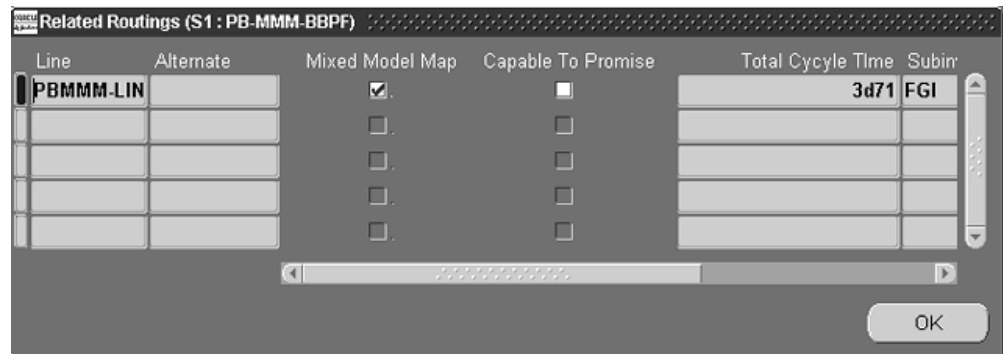 Related Routings (S1 : PB-MMM-BBPF)
Line Alternate Mixed Model Map Capable To Promise Total Cycyle TIme Subin
PBMMM-LIN 3d71 FGI
OK